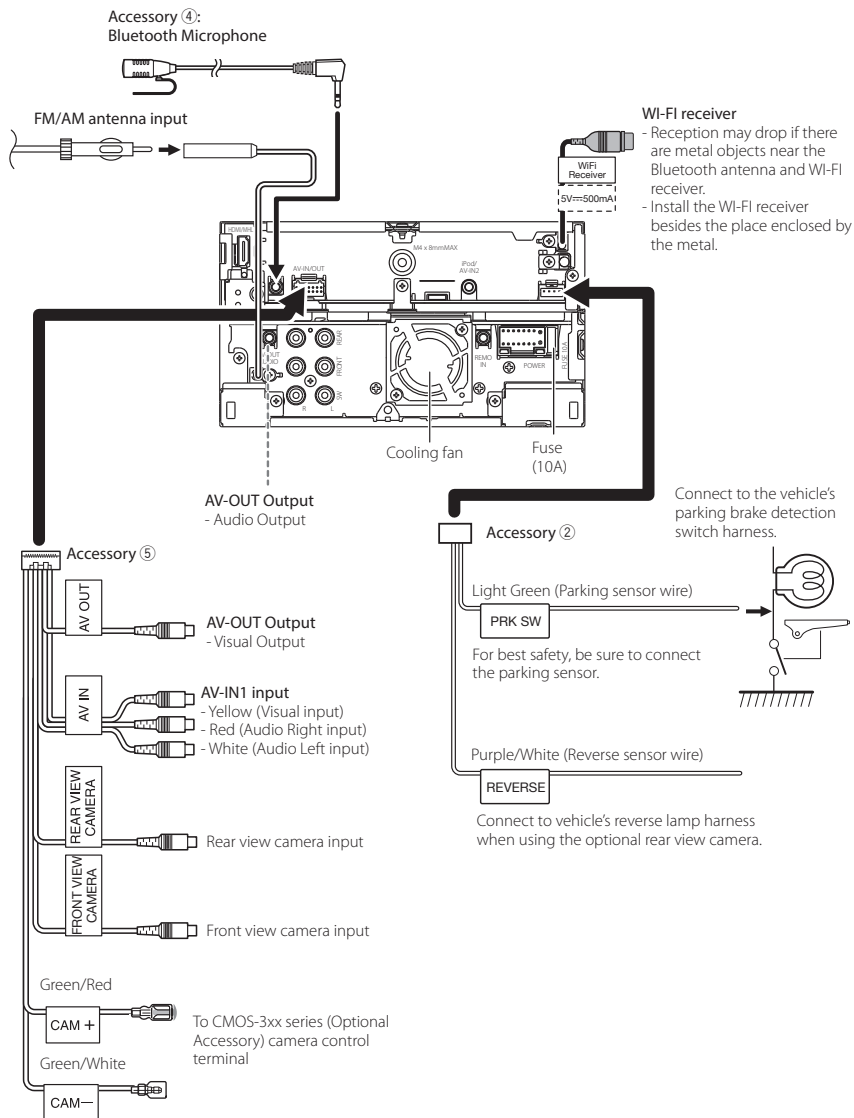 Accessory ④:
Bluetooth Microphone
FM/AM antenna input
WI-FI receiver
- Reception may drop if there
are metal objects near the
Bluetooth antenna and WI-FI
receiver.
- Install the WI-FI receiver
besides the place enclosed by
the metal.
WiFi
Receiver
5V⎓500mA
HDMI/MHL
AV-IN/OUT
M4 x 8mmMAX
iPod/
AV-IN2
REAR
FRONT
SW
R
L
REMO
IN
POWER
FUSE 10A
Cooling fan
Fuse
(10A)
AV-OUT Output
- Audio Output
Connect to the vehicle's
parking brake detection
switch harness.
Accessory ⑤
Accessory ②
AV OUT
AV-OUT Output
- Visual Output
Light Green (Parking sensor wire)
PRK SW
For best safety, be sure to connect
the parking sensor.
AV IN
AV-IN1 input
- Yellow (Visual input)
- Red (Audio Right input)
- White (Audio Left input)
Purple/White (Reverse sensor wire)
REVERSE
Connect to vehicle's reverse lamp harness
when using the optional rear view camera.
REAR VIEW
CAMERA
Rear view camera input
FRONT VIEW
CAMERA
Front view camera input
Green/Red
CAM +
To CMOS-3xx series (Optional
Accessory) camera control
terminal
Green/White
CAM—